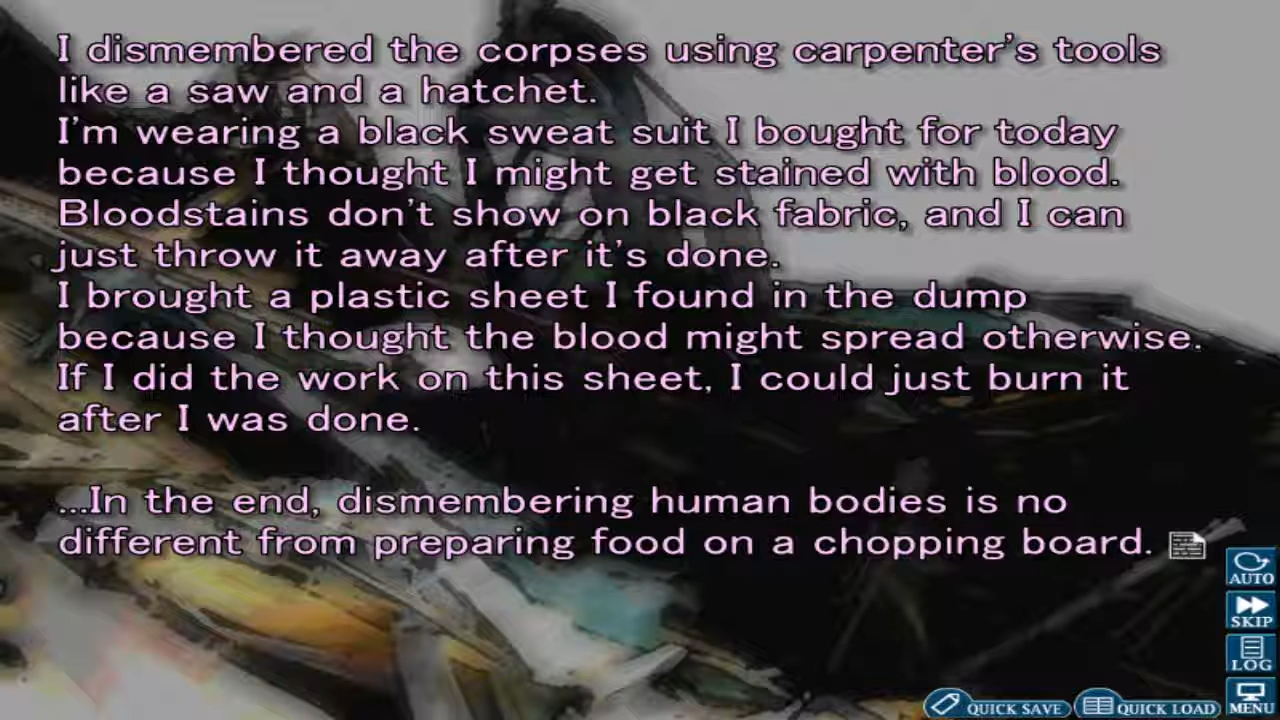 I dismembered the corpses using carpenter's tools
like a saw and a hatchet.
I'm wearing a black sweat suit I bought for today
because I thought I might get stained with blood.
Bloodstains don't show on black fabric, and I can
just throw it away after it's done.
I brought a plastic sheet I found in the dump
because I thought the blood might spread otherwise.
If I did the work on this sheet, I could just burn it
after I was done.
...In the end, dismembering human bodies is no
different from preparing food on a chopping board.
AUTO
SKIP
LOG
QUICK SAVE QUICK LOAD MENU